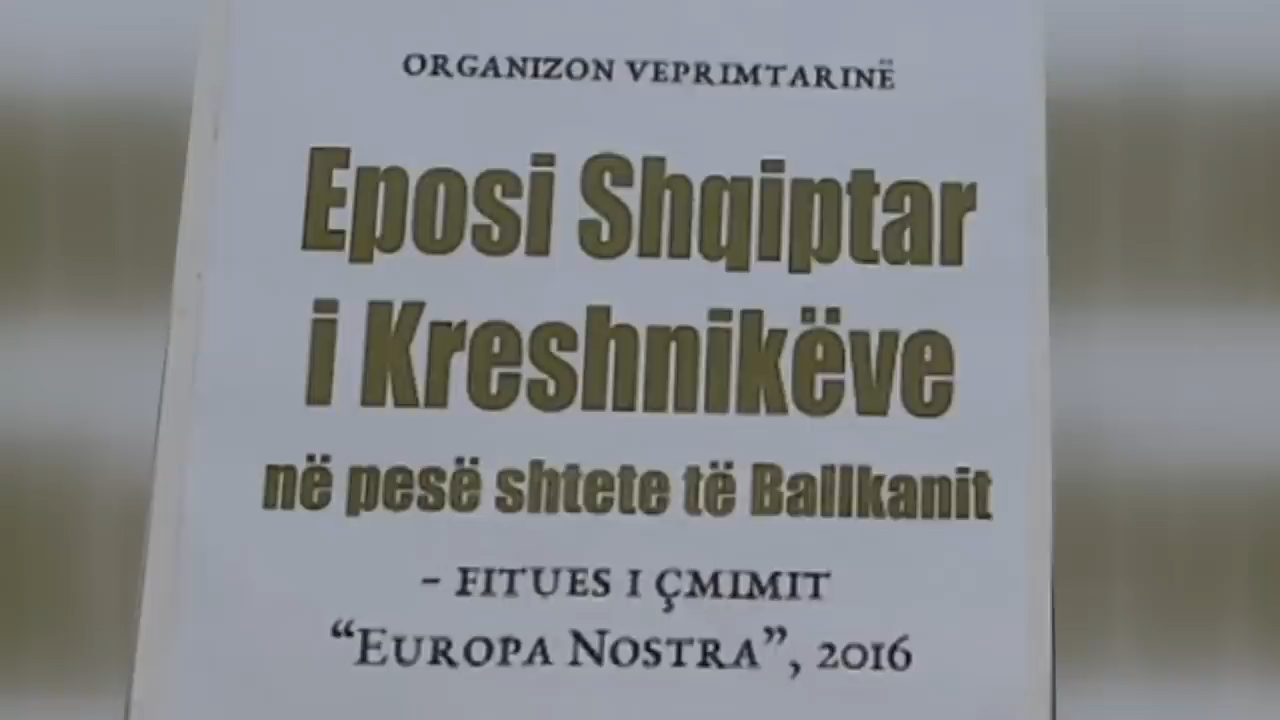 ORGANIZON VEPRIMTARINË
Eposi Shqiptar
i Kreshnikëve
në pesë shtete të Ballkanit
– FITUES I ÇMIMIT
“EUROPA NOSTRA”, 2016